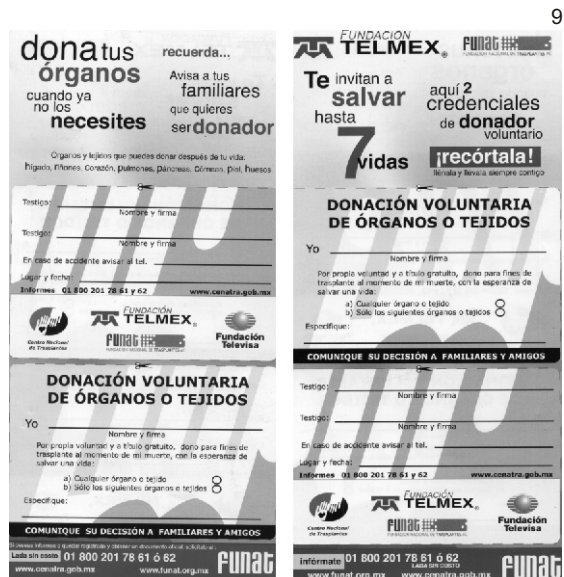 9
dona tus
órganos
cuando ya
no los
necesites
recuerda...
Avisa a tus
familiares
que quieres
ser donador
Órganos y tejidos que puedes donar después de tu vida:
hígado, riñones, Corazón, pulmones, páncreas, Córneas, piel, huesos
Testigo:
Nombre y firma
Testigo:
Nombre y firma
En caso de accidente avisar al tel.
Lugar y fecha:
Informes 01 800 201 78 61 y 62 www.cenatra.gob.mx
Centro Nacional
de Trasplantes
FUNDACIÓN
TELMEX®
FUNat
FUNDACION NACIONAL DE TRASPLANTES
Fundación
Televisa
DONACIÓN VOLUNTARIA
DE ÓRGANOS O TEJIDOS
Yo
Nombre y firma
Por propia voluntad y a título gratuito, dono para fines de
trasplante al momento de mi muerte, con la esperanza de
salvar una vida:
a) Cualquier órgano o tejido
b) Sólo los siguientes órganos o tejidos
Especifique:
COMUNIQUE SU DECISIÓN A FAMILIARES Y AMIGOS
Lada sin costo 01 800 201 78 61 ó 62
www.cenatra.gob.mx www.funat.org.mx
FUNat
FUNDACIÓN
TELMEX®
FUNat
FUNDACION NACIONAL DE TRASPLANTES
Te invitan a
salvar
hasta
7
vidas
aquí 2
credenciales
de donador
voluntario
¡recórtala!
llénala y llévala siempre contigo
DONACIÓN VOLUNTARIA
DE ÓRGANOS O TEJIDOS
Yo
Nombre y firma
Por propia voluntad y a título gratuito, dono para fines de
trasplante al momento de mi muerte, con la esperanza de
salvar una vida:
a) Cualquier órgano o tejido
b) Sólo los siguientes órganos o tejidos
Especifique:
COMUNIQUE SU DECISIÓN A FAMILIARES Y AMIGOS
Testigo:
Nombre y firma
Testigo:
Nombre y firma
En caso de accidente avisar al tel.
Lugar y fecha:
Informes 01 800 201 78 61 y 62 www.cenatra.gob.mx
Centro Nacional
de Trasplantes
FUNDACIÓN
TELMEX®
FUNat
FUNDACION NACIONAL DE TRASPLANTES
Fundación
Televisa
infórmate 01 800 201 78 61 ó 62
LADA SIN COSTO
www.funat.org.mx www.cenatra.gob.mx
FUNat